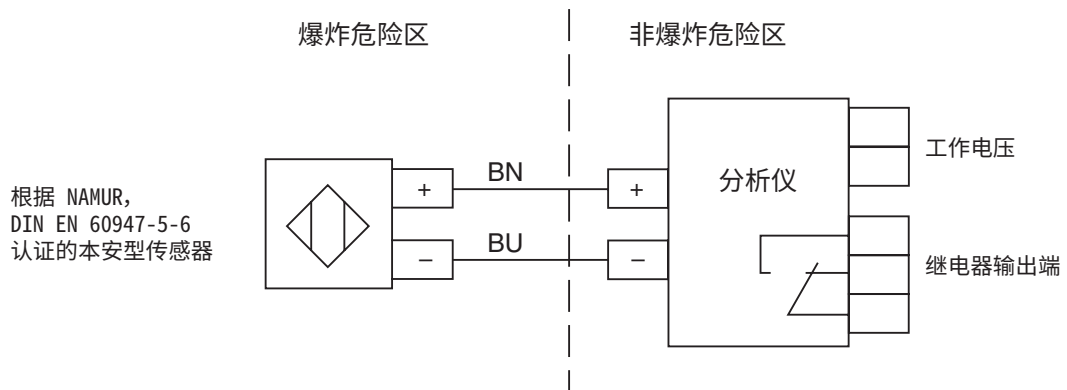 爆炸危险区
非爆炸危险区
工作电压
BN
+
+
分析仪
根据 NAMUR,
DIN EN 60947-5-6
认证的本安型传感器
BU
−
−
继电器输出端